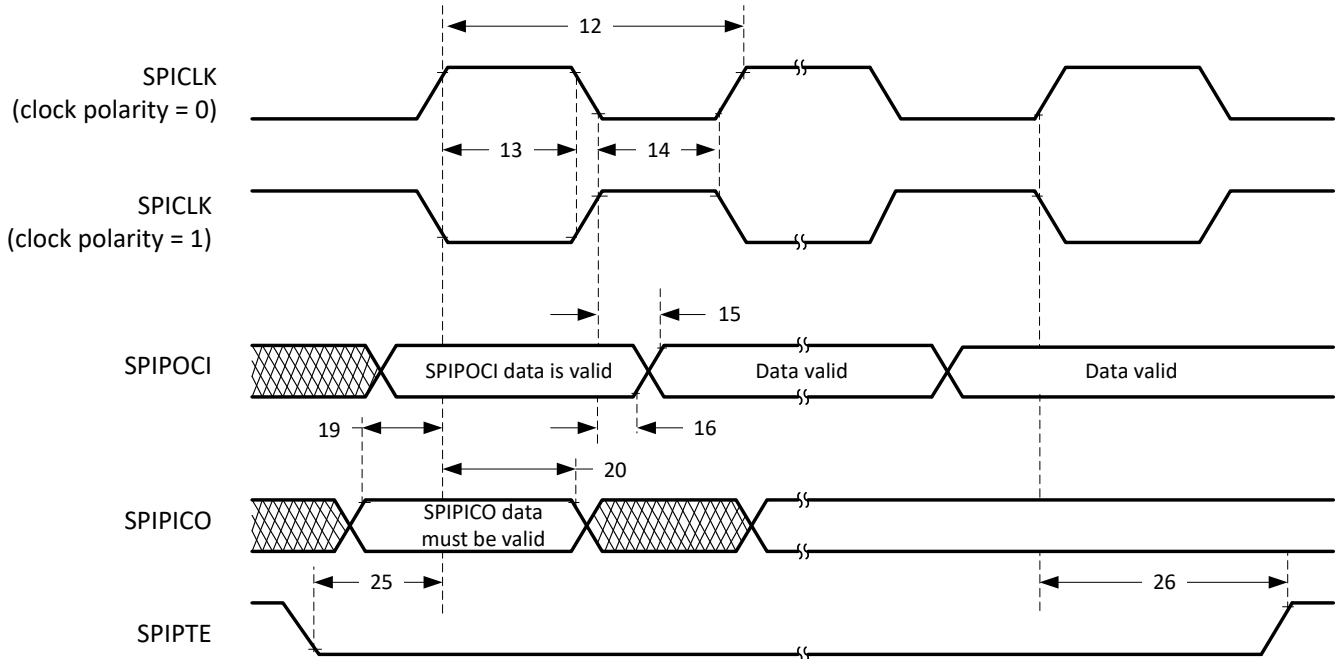 12
SPICLK
(clock polarity = 0)
13
14
SPICLK
(clock polarity = 1)
15
SPIPOCI
SPIPOCI data is valid
Data valid
Data valid
19
16
20
SPIPICO
SPIPICO data
must be valid
25
26
SPIPTE